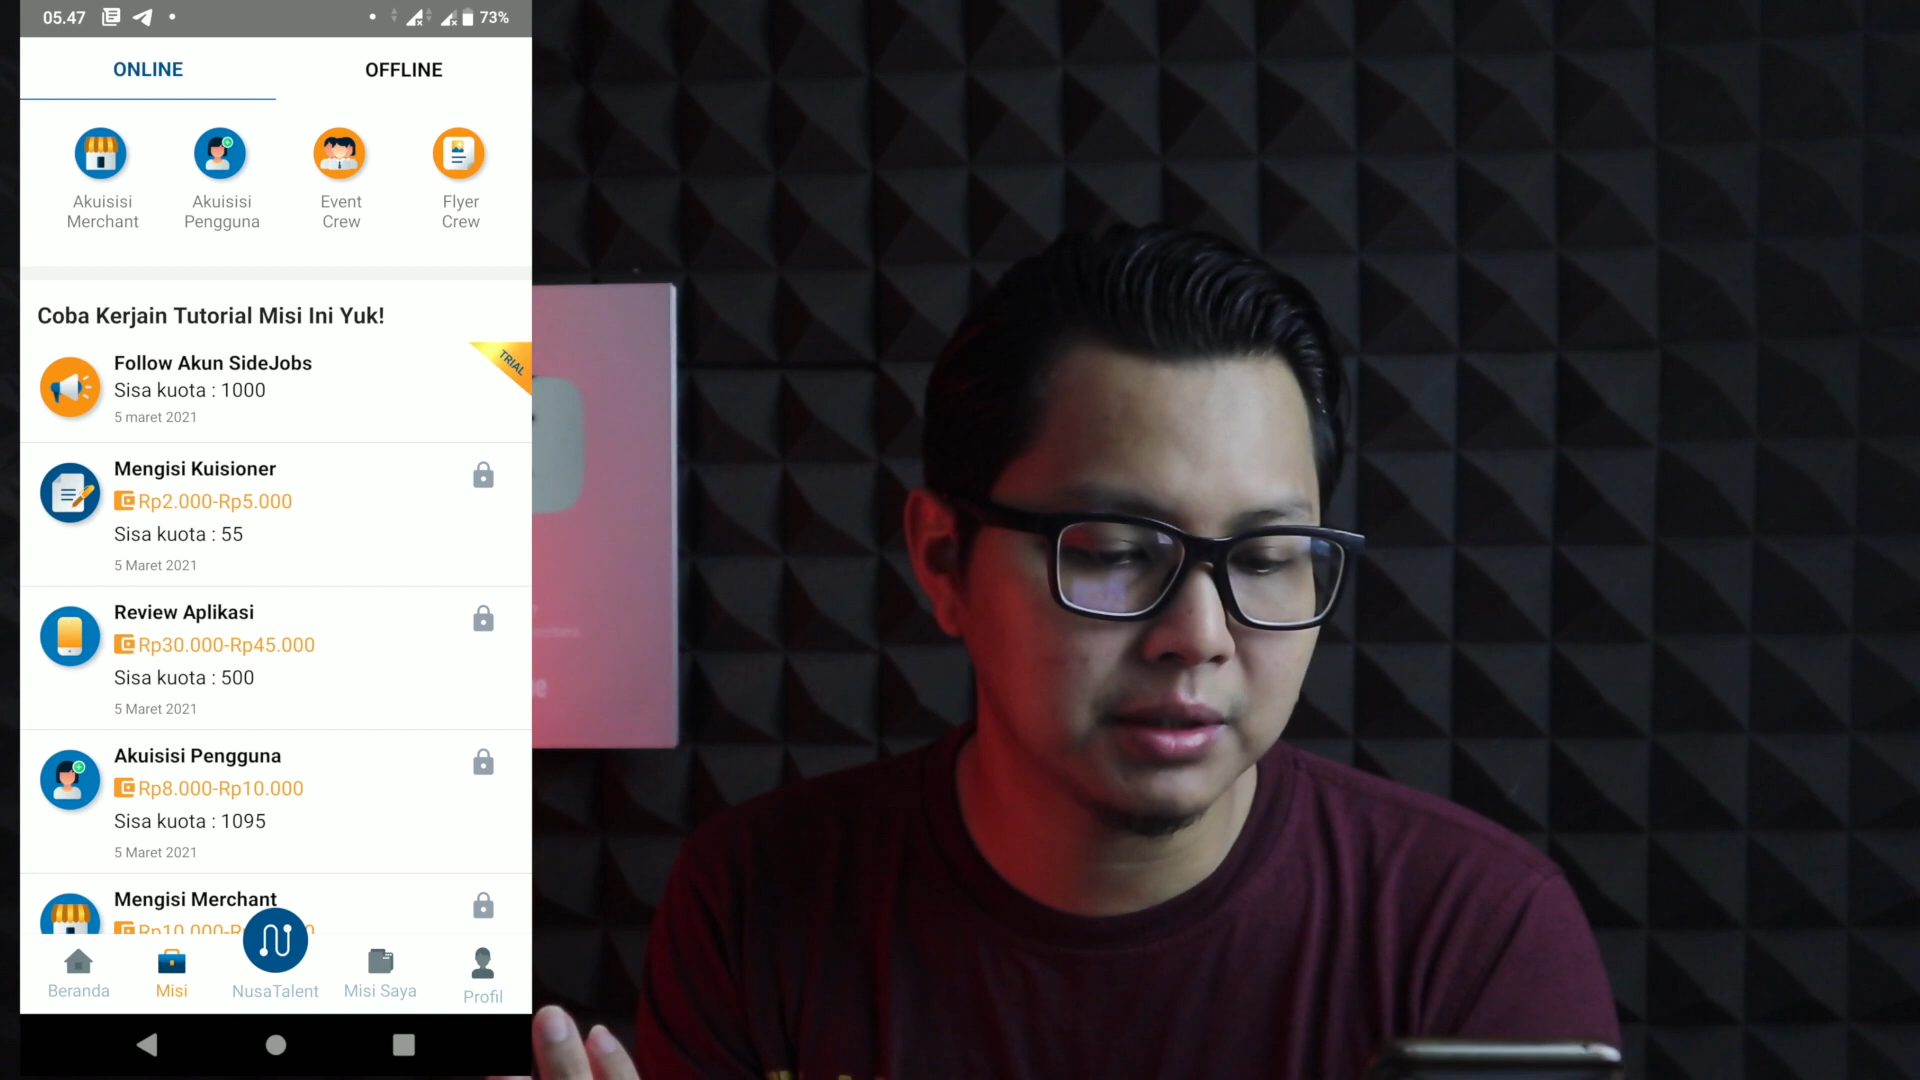 05.47
73%
ONLINE
OFFLINE
Akuisisi
Merchant
Akuisisi
Pengguna
Event
Crew
Flyer
Crew
Coba Kerjain Tutorial Misi Ini Yuk!
Follow Akun SideJobs
TRIAL
Sisa kuota : 1000
5 maret 2021
Mengisi Kuisioner
Rp2.000-Rp5.000
Sisa kuota : 55
5 Maret 2021
Review Aplikasi
Rp30.000-Rp45.000
Sisa kuota : 500
5 Maret 2021
Akuisisi Pengguna
Rp8.000-Rp10.000
Sisa kuota : 1095
5 Maret 2021
Mengisi Merchant
Beranda
Misi
NusaTalent
Misi Saya
Profil